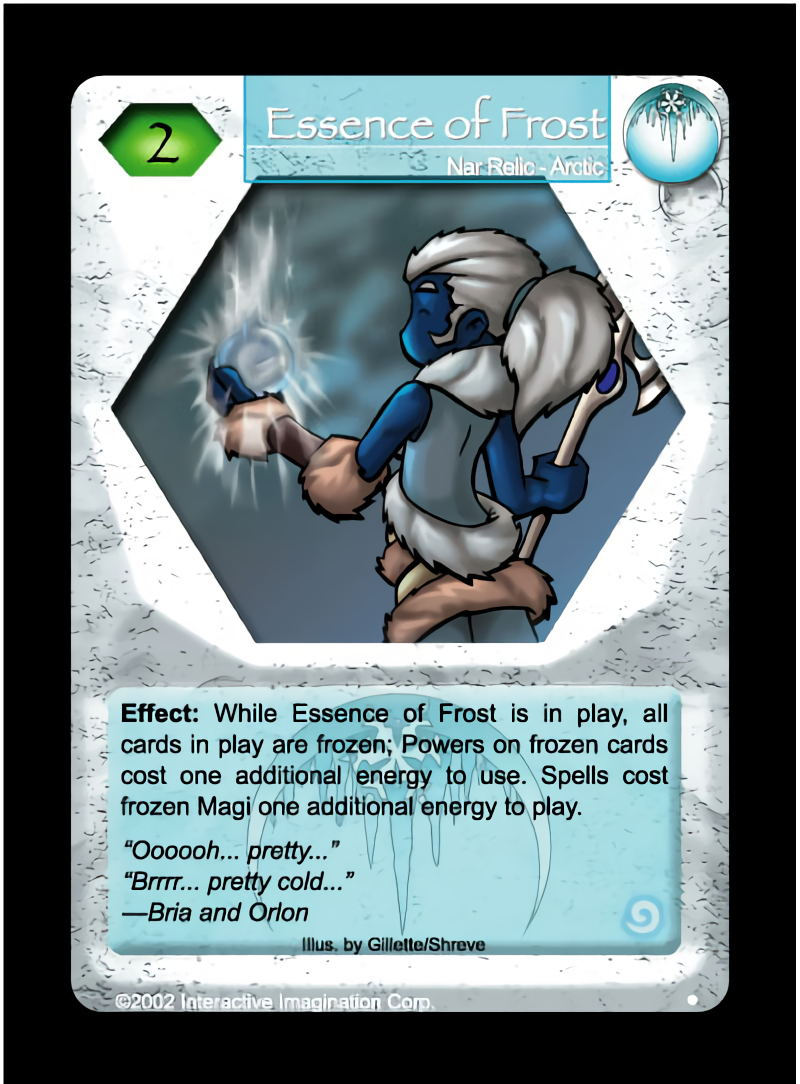 2
Essence of Frost
Nar Relic - Arctic
Effect: While Essence of Frost is in play, all
cards in play are frozen; Powers on frozen cards
cost one additional energy to use. Spells cost
frozen Magi one additional energy to play.
“Oooooh... pretty...”
“Brrrr... pretty cold...”
—Bria and Orlon
Illus. by Gillette/Shreve
©2002 Interactive Imagination Corp.